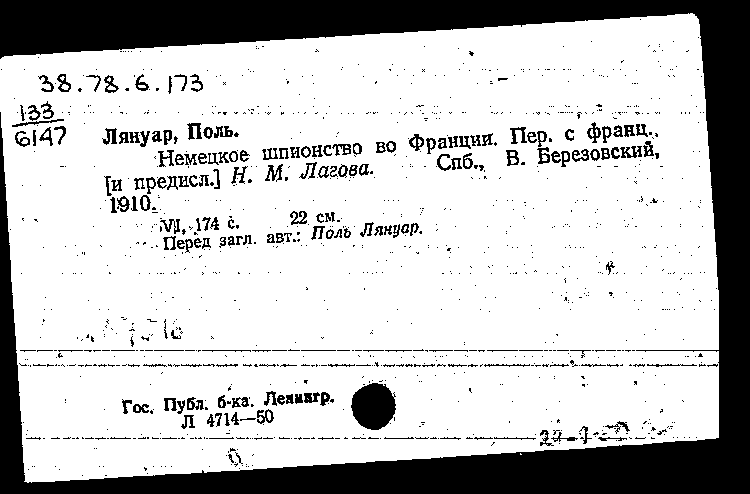 38.78.6.173
133
6147
Лянуар, Поль.
Немецкое шпионство во Франции. Пер. с франц.
[и предисл.] Н. М. Лагова. Спб., В. Березовский,
1910.
VI, 174 с. 22 см.
Перед загл. авт.: Поль Лянуар.
Гос. Публ. б-ка. Ленингр.
Л 4714—50